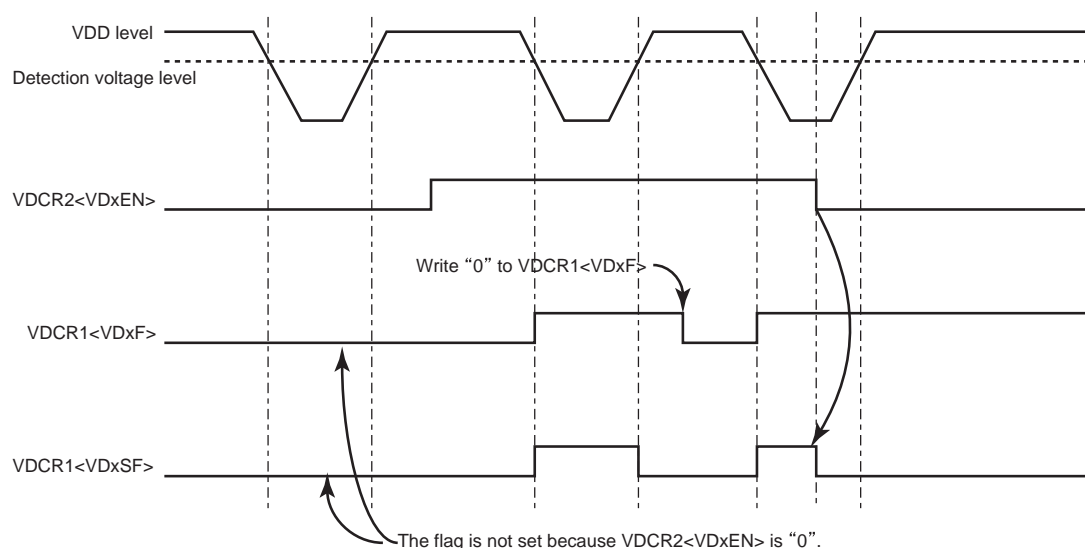 VDD level
Detection voltage level
VDCR2<VDxEN>
Write “0” to VDCR1<VDxF>
VDCR1<VDxF>
VDCR1<VDxSF>
The flag is not set because VDCR2<VDxEN> is “0”.